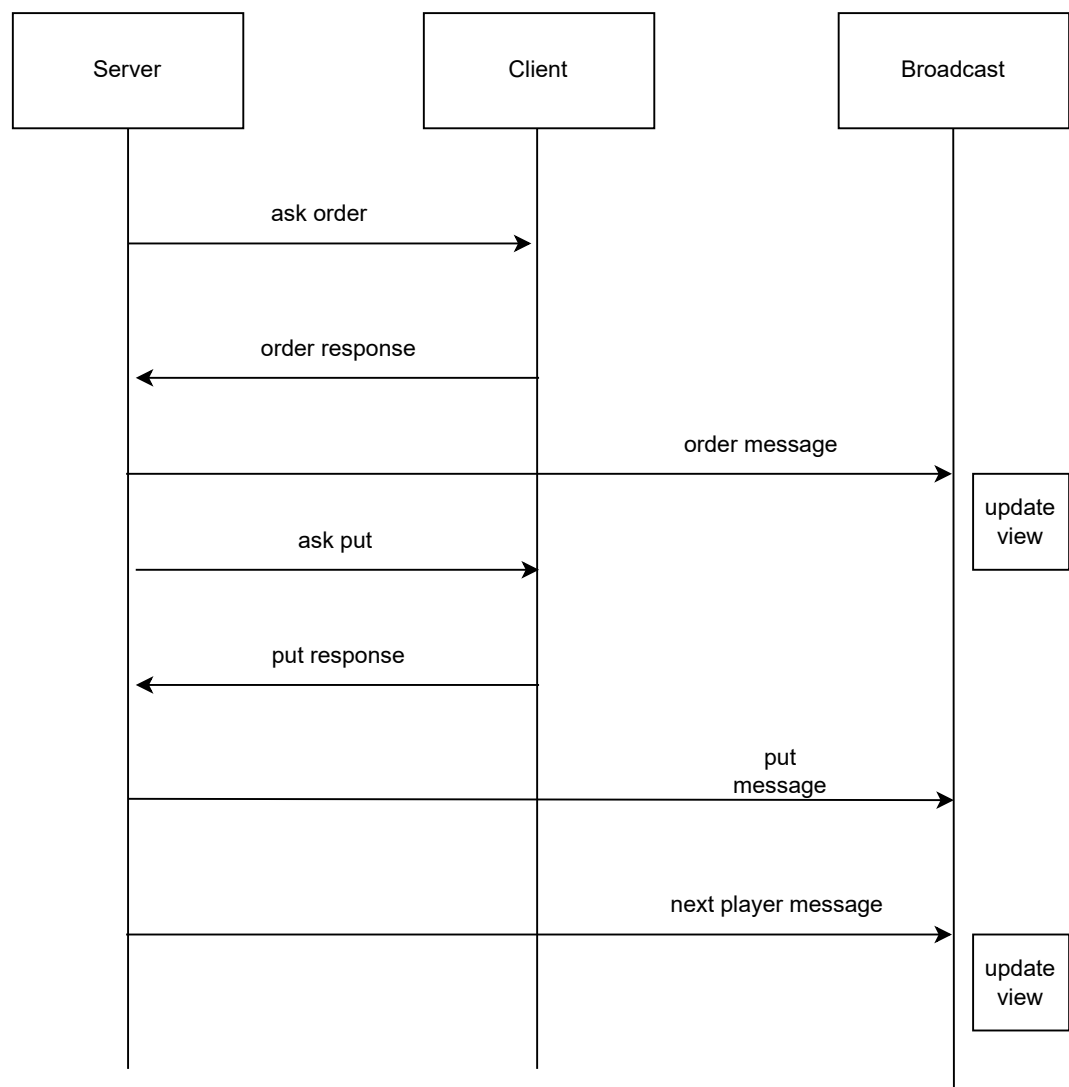 Server
Client
Broadcast
ask order
order response
order message
update
view
ask put
put response
put
message
next player message
update
view